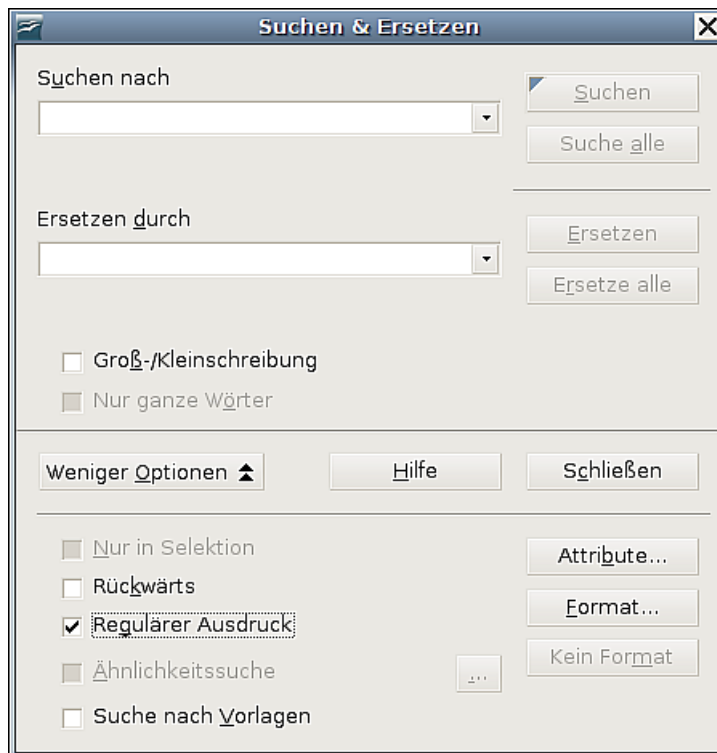 Suchen & Ersetzen
Suchen nach
Suchen
Suche alle
Ersetzen durch
Ersetzen
Ersetze alle
Groß-/Kleinschreibung
Nur ganze Wörter
Weniger Optionen
Hilfe
Schließen
Nur in Selektion
Attribute...
Rückwärts
Format...
Regulärer Ausdruck
Kein Format
Ähnlichkeitssuche
...
Suche nach Vorlagen